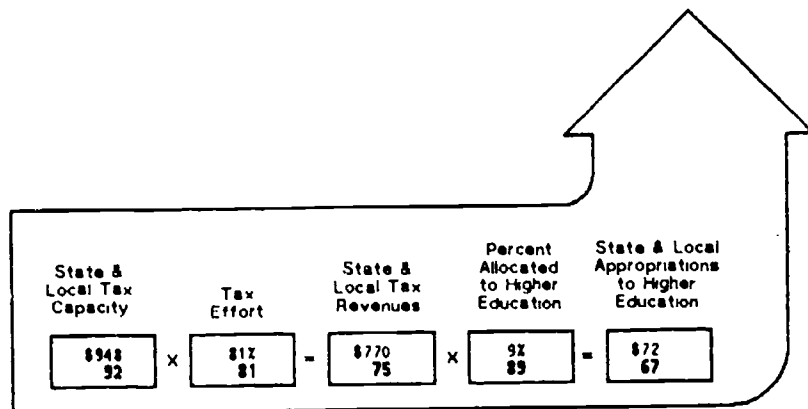 State &
Local Tax
Capacity
Tax
Effort
State &
Local Tax
Revenues
Percent
Allocated
to Higher
Education
State & Local
Appropriations
to Higher
Education
$948
92
x
81%
81
=
$770
75
x
9%
89
=
$72
67